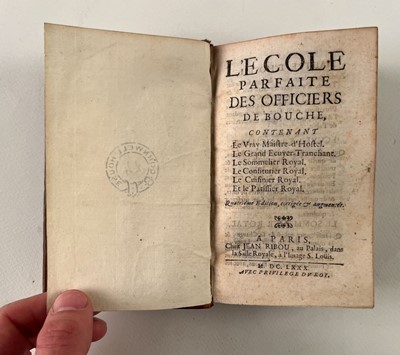 L'ECOLE
PARFAITE
DES OFFICIERS
DE BOUCHE,
CONTENANT
Le Vray Maistre-d'Hostel.
Le Grand Ecuyer-Tranchant.
Le Sommelier Royal.
Le Confiturier Royal.
Le Cuisinier Royal.
Et le Patissier Royal.
Quatriéme Edition, corrigée & augmentée.
A PARIS,
Chez JEAN RIBOU, au Palais, dans
la Salle Royale, à l'Image S. Louis.
M. DC. LXXX.
AVEC PRIVILEGE DU ROY.